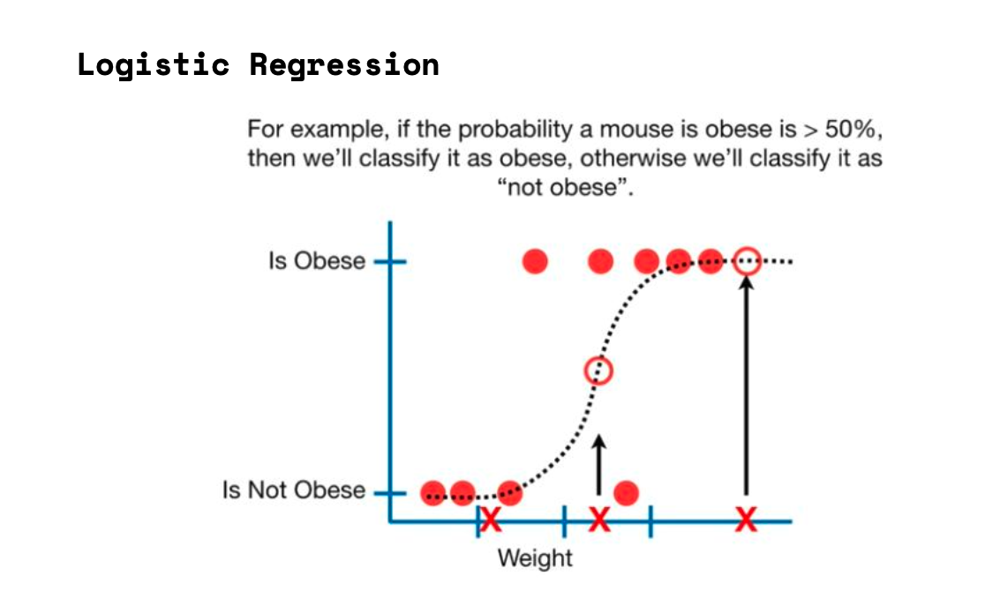 Logistic Regression
For example, if the probability a mouse is obese is > 50%,
then we’ll classify it as obese, otherwise we’ll classify it as
“not obese”.
Is Obese
Is Not Obese
X X X
Weight